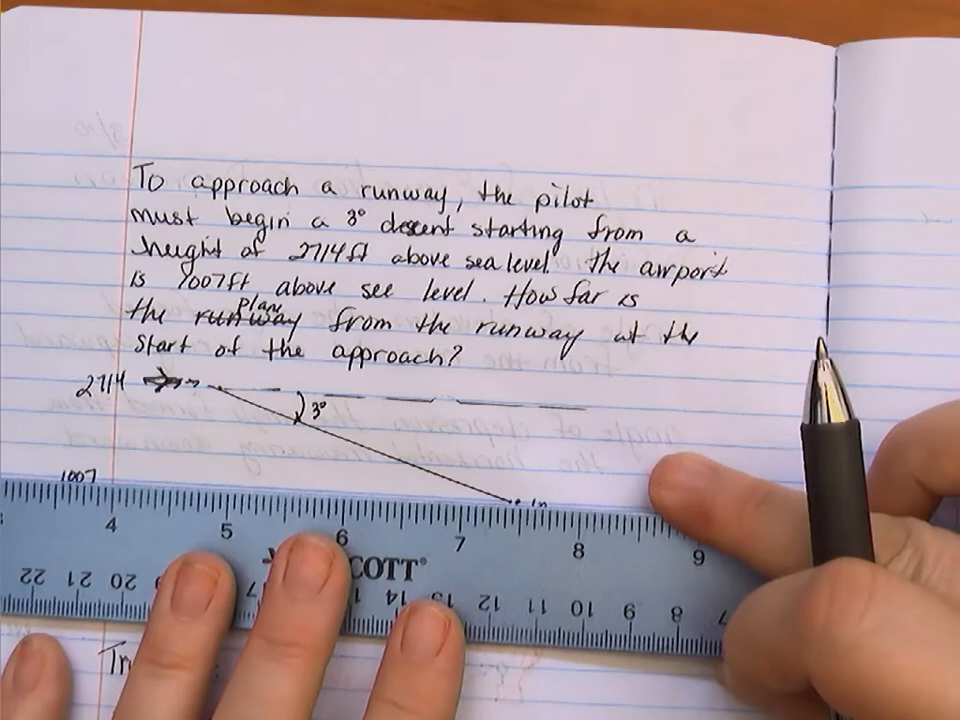 To approach a runway, the pilot
must begin a 3° descent starting from a
height of 2714ft above sea level the airport
is 1007ft above see level. How far is
plane
the runway from the runway at the
start of the approach?
2714
3°
1007
4 5 6 7 8 9
COTT®
22 21 20 17 14 13 12 11 10 9 8 7